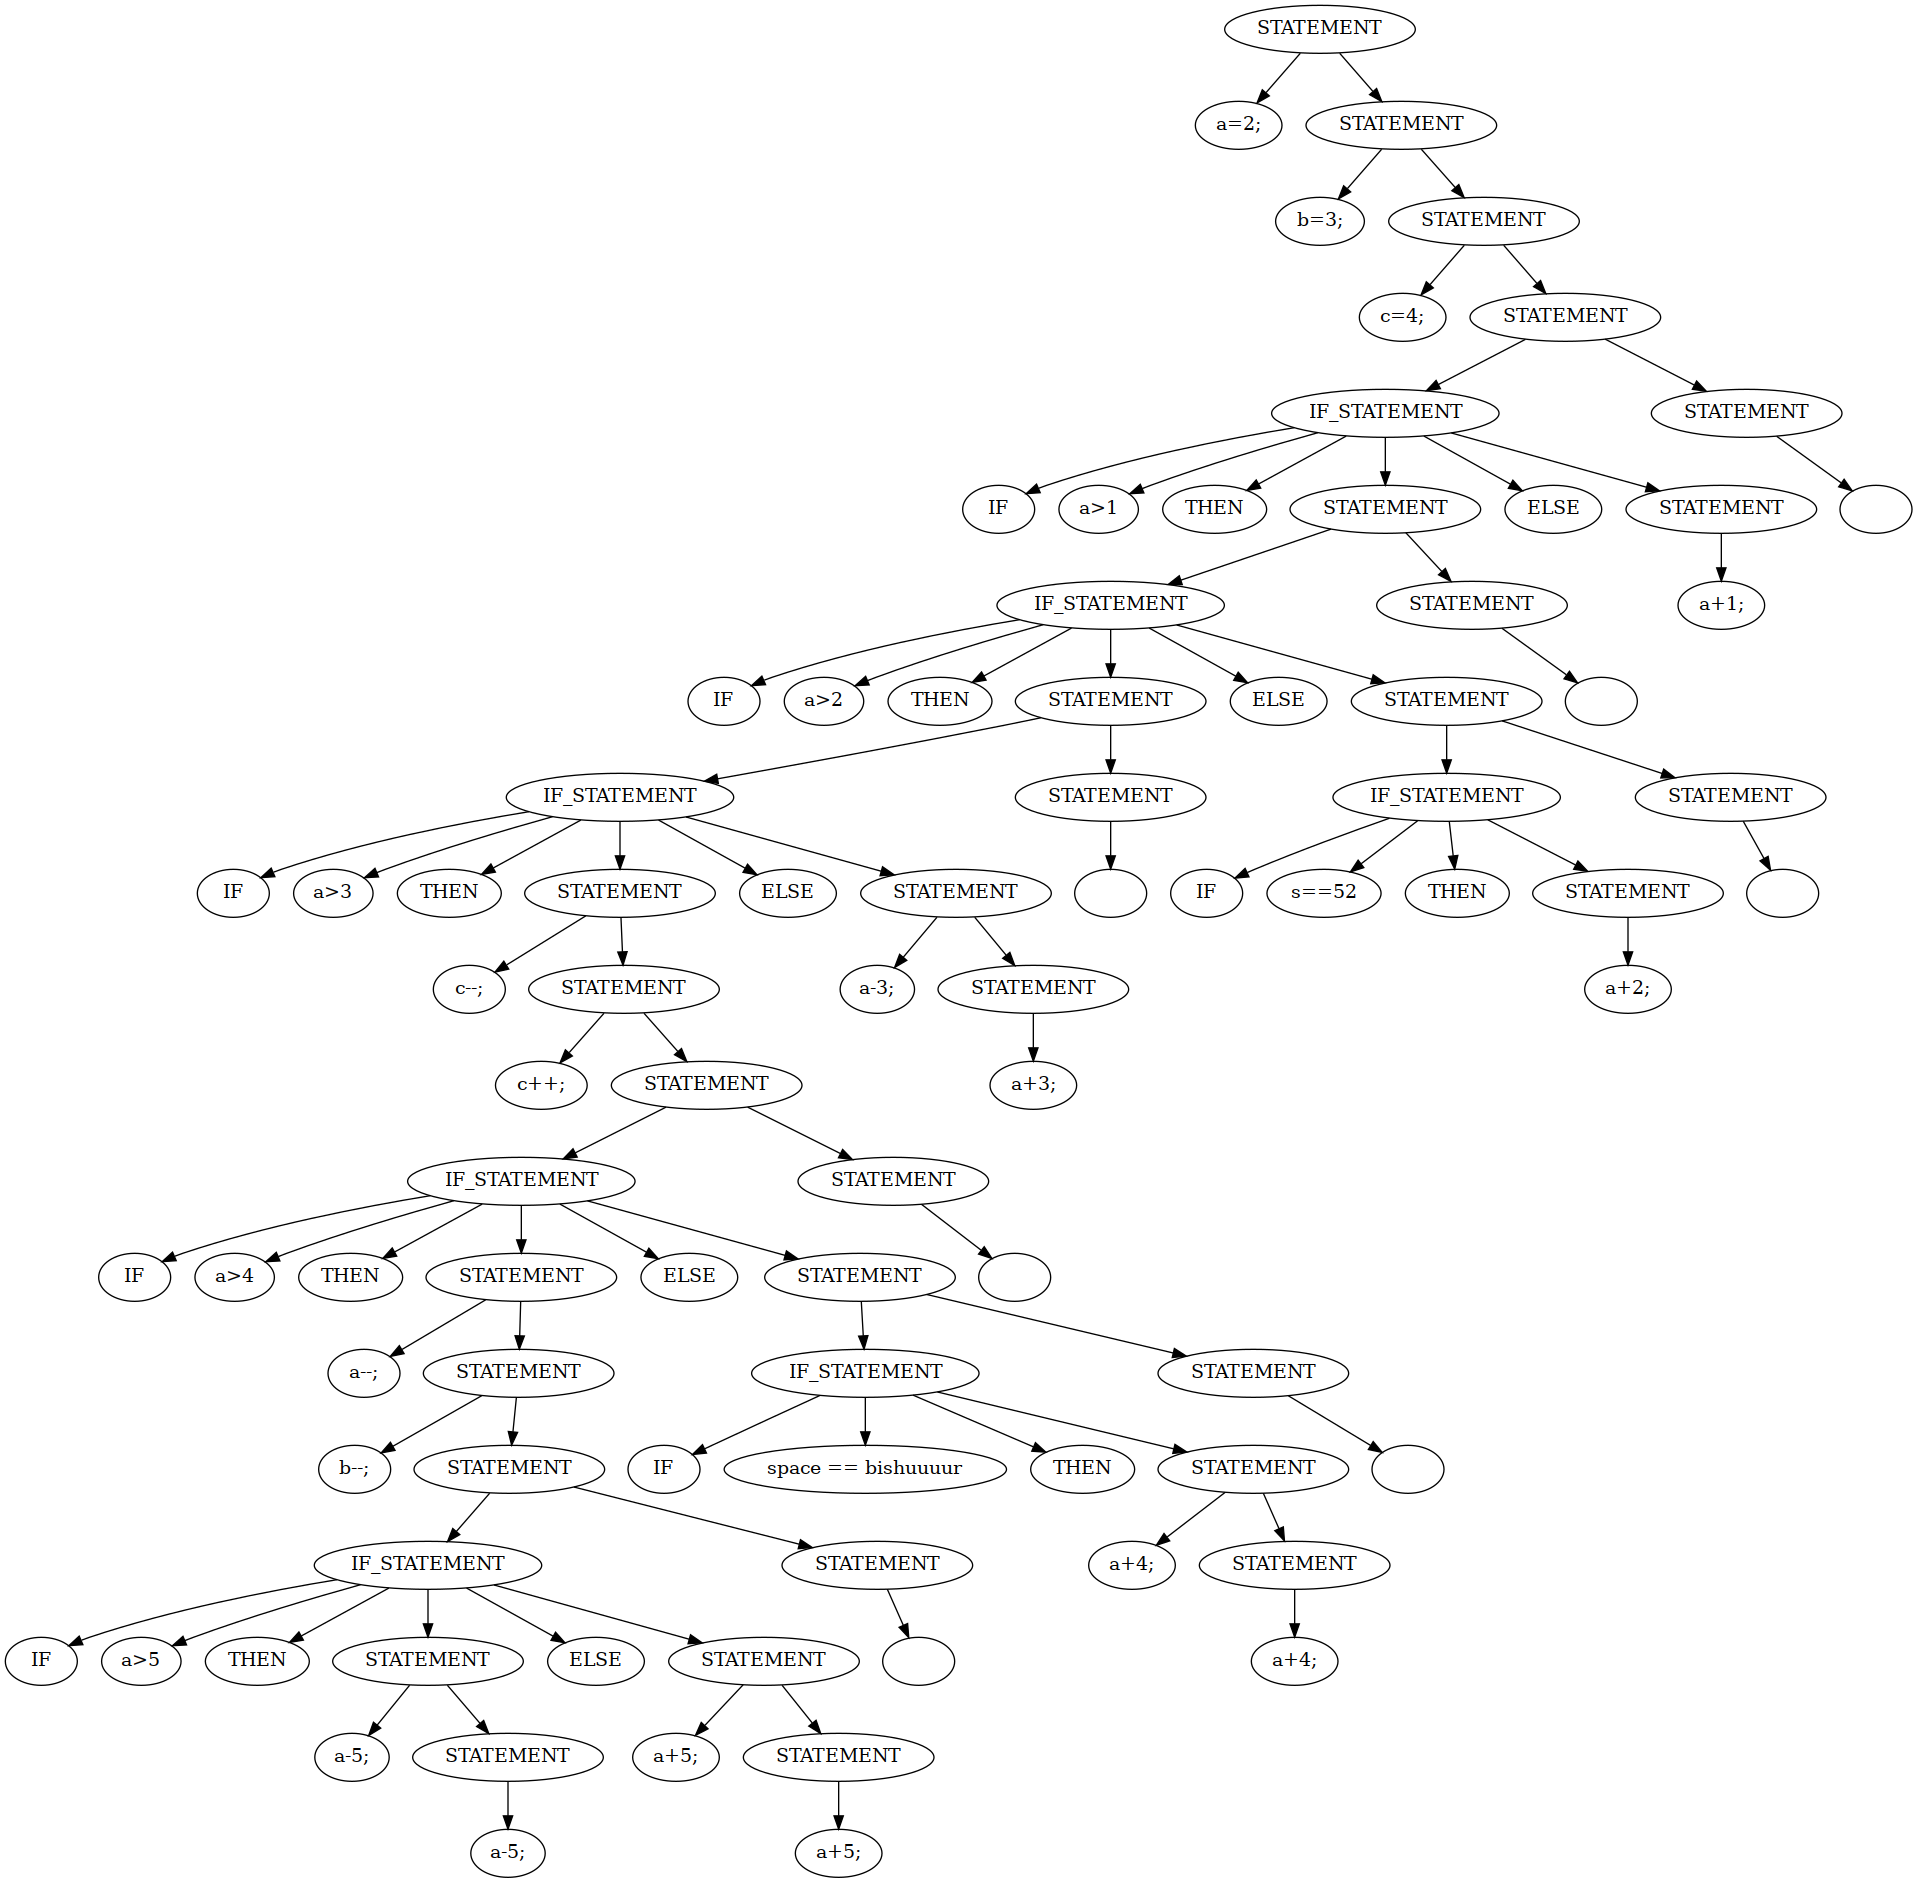 STATEMENT
a=2; STATEMENT
b=3; STATEMENT
c=4; STATEMENT
IF_STATEMENT STATEMENT
IF a>1 THEN STATEMENT ELSE STATEMENT
IF_STATEMENT STATEMENT a+1;
IF a>2 THEN STATEMENT ELSE STATEMENT
IF_STATEMENT STATEMENT IF_STATEMENT STATEMENT
IF a>3 THEN STATEMENT ELSE STATEMENT IF s==52 THEN STATEMENT
c--; STATEMENT a-3; STATEMENT a+2;
c++; STATEMENT a+3;
IF_STATEMENT STATEMENT
IF a>4 THEN STATEMENT ELSE STATEMENT
a--; STATEMENT IF_STATEMENT STATEMENT
b--; STATEMENT IF space == bishuuuur THEN STATEMENT
IF_STATEMENT STATEMENT a+4; STATEMENT
IF a>5 THEN STATEMENT ELSE STATEMENT a+4;
a-5; STATEMENT a+5; STATEMENT
a-5; a+5;